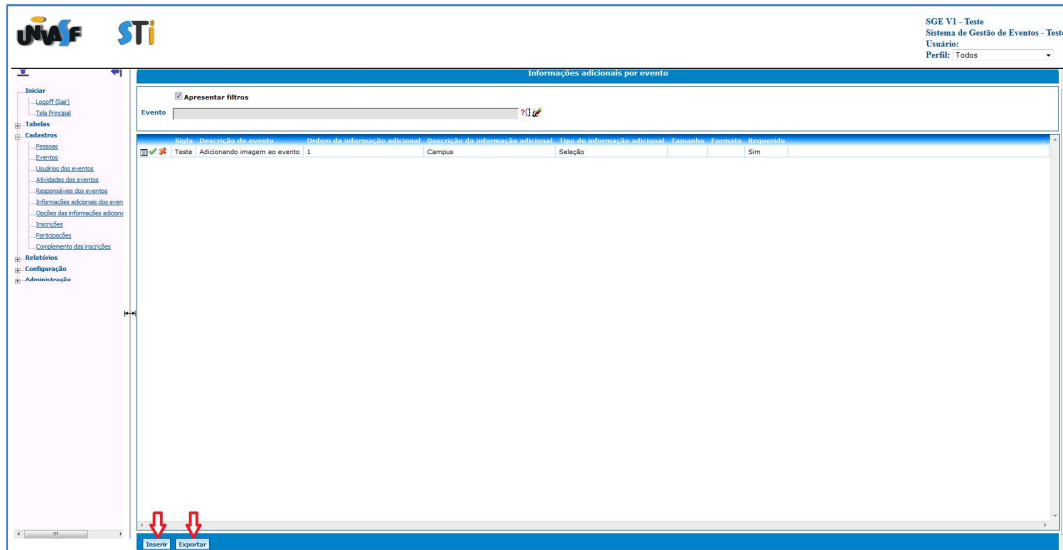 UNIVASF STi
SGE V1 - Teste
Sistema de Gestão de Eventos - Teste
Usuário:
Perfil: Todos
Informações adicionais por evento
Iniciar
Logoff (Sair)
Tela Principal
Tabelas
Cadastros
Pessoas
Eventos
Usuários dos eventos
Atividades dos eventos
Responsáveis dos eventos
Informações adicionais dos even
Opções das informações adicion
Inscrições
Participações
Complemento das inscrições
Relatórios
Configuração
Administração
Apresentar filtros
Evento
Sigla Descrição do evento Ordem da informação adicional Descrição da informação adicional Tipo de informação adicional Tamanho Formato Requerido
Teste Adicionando imagem ao evento 1 Campus Seleção Sim
Inserir Exportar